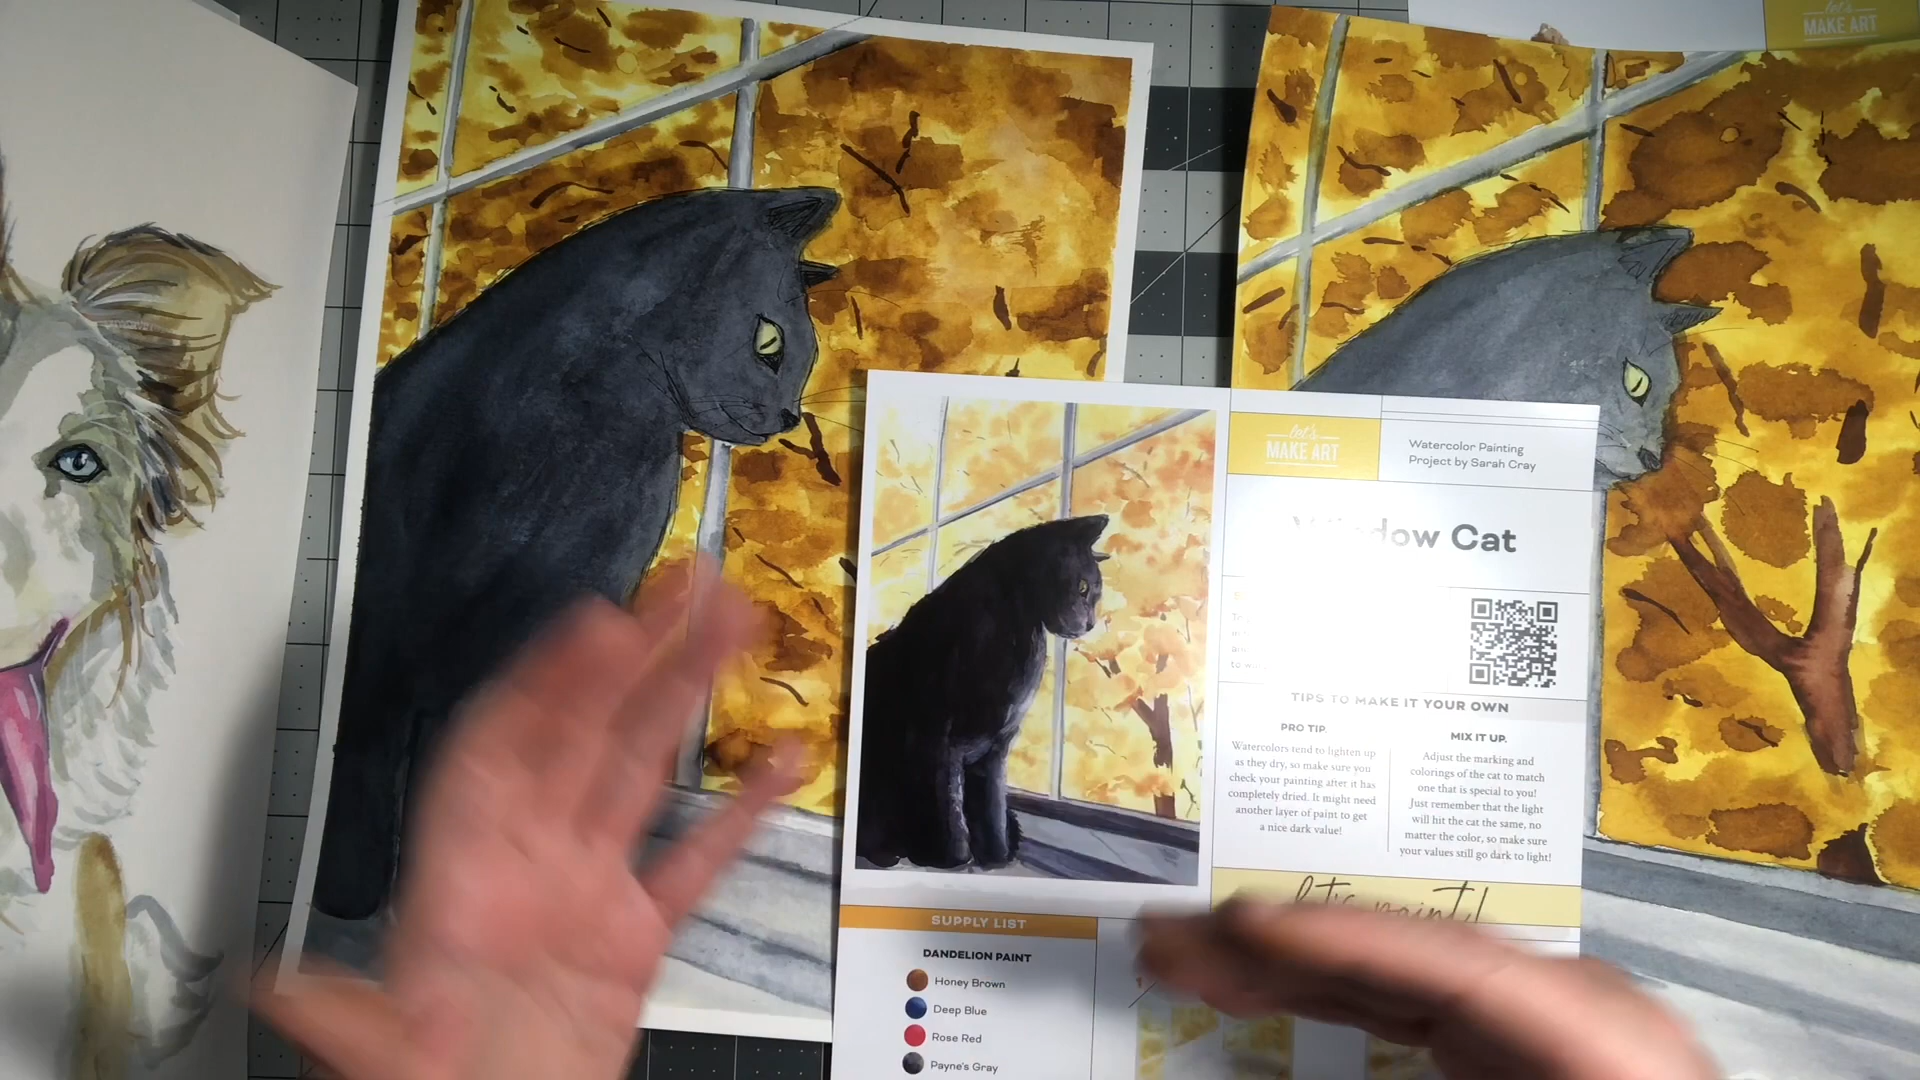 let's
MAKE ART
let's
MAKE ART
Watercolor Painting
Project by Sarah Cray
Window Cat
to
TIPS TO MAKE IT YOUR OWN
PRO TIP.
Watercolors tend to lighten up
as they dry, so make sure you
check your painting after it has
completely dried. It might need
another layer of paint to get
a nice dark value!
MIX IT UP.
Adjust the marking and
colorings of the cat to match
one that is special to you!
Just remember that the light
will hit the cat the same, no
matter the color, so make sure
your values still go dark to light!
let's paint!
SUPPLY LIST
DANDELION PAINT
Honey Brown
Deep Blue
Rose Red
Payne's Gray